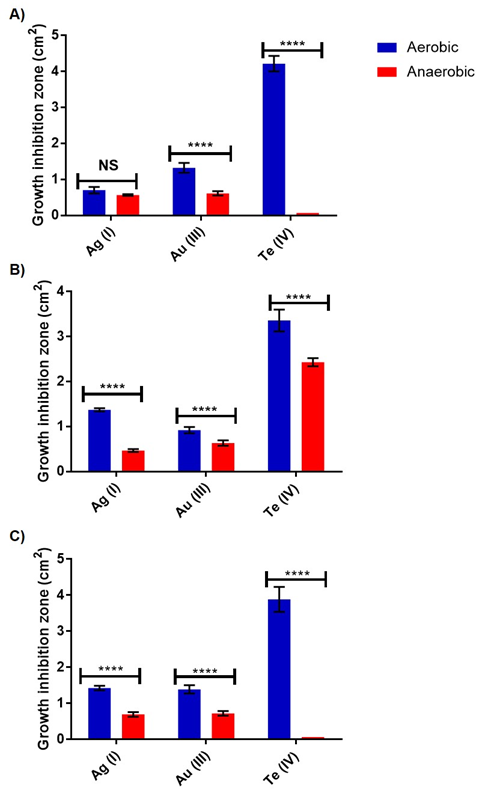 A)
Growth inhibition zone (cm2)
5
4
3
2
1
0
NS
****
****
Ag (I)
Au (III)
Te (IV)
Aerobic
Anaerobic
B)
Growth inhibition zone (cm2)
4
3
2
1
0
****
****
****
Ag (I)
Au (III)
Te (IV)
C)
Growth inhibition zone (cm2)
5
4
3
2
1
0
****
****
****
Ag (I)
Au (III)
Te (IV)